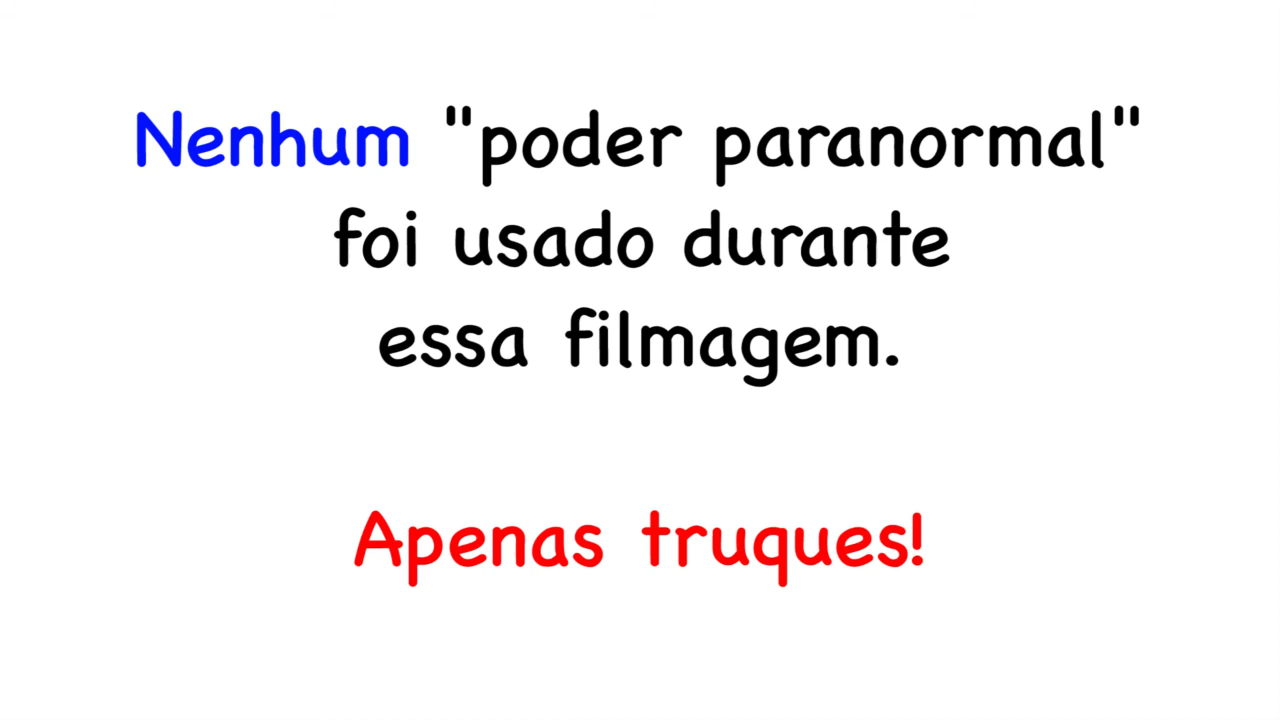 Nenhum "poder paranormal"
foi usado durante
essa filmagem.
Apenas truques!